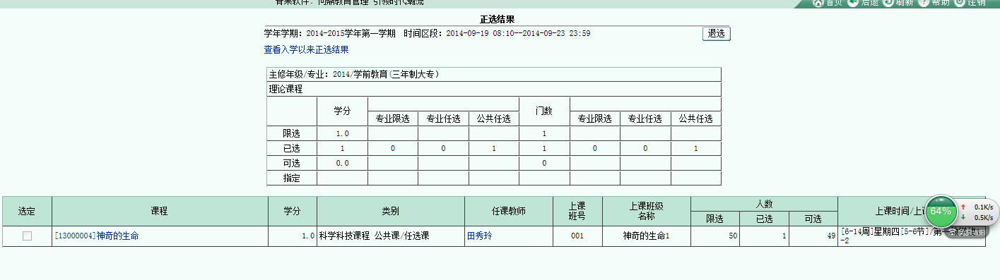 青果软件. 问鼎教育管理 引领时代潮流
首页 后退 刷新 帮助 注销
正选结果
学年学期：2014-2015学年第一学期 时间区段：2014-09-19 08:10--2014-09-23 23:59 退选
查看入学以来正选结果
主修年级/专业：2014/学前教育(三年制大专)
理论课程
学分 门数
专业限选 专业任选 公共任选 专业限选 专业任选 公共任选
限选 1.0 1
已选 1 0 0 1 1 0 0 1
可选 0.0 0
指定
选定 课程 学分 类别 任课教师 上课班号 上课班级名称 人数 上课时间/上
限选 已选 可选
[13000004]神奇的生命 1.0 科学科技课程 公共课/任选课 田秀玲 001 神奇的生命1 50 1 49 [6-14周]星期四[5-6节]/第一
-2
64%
0.1K/s
0.5K/s